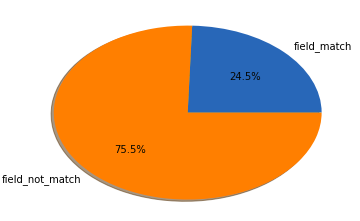 field_match
24.5%
75.5%
field_not_match